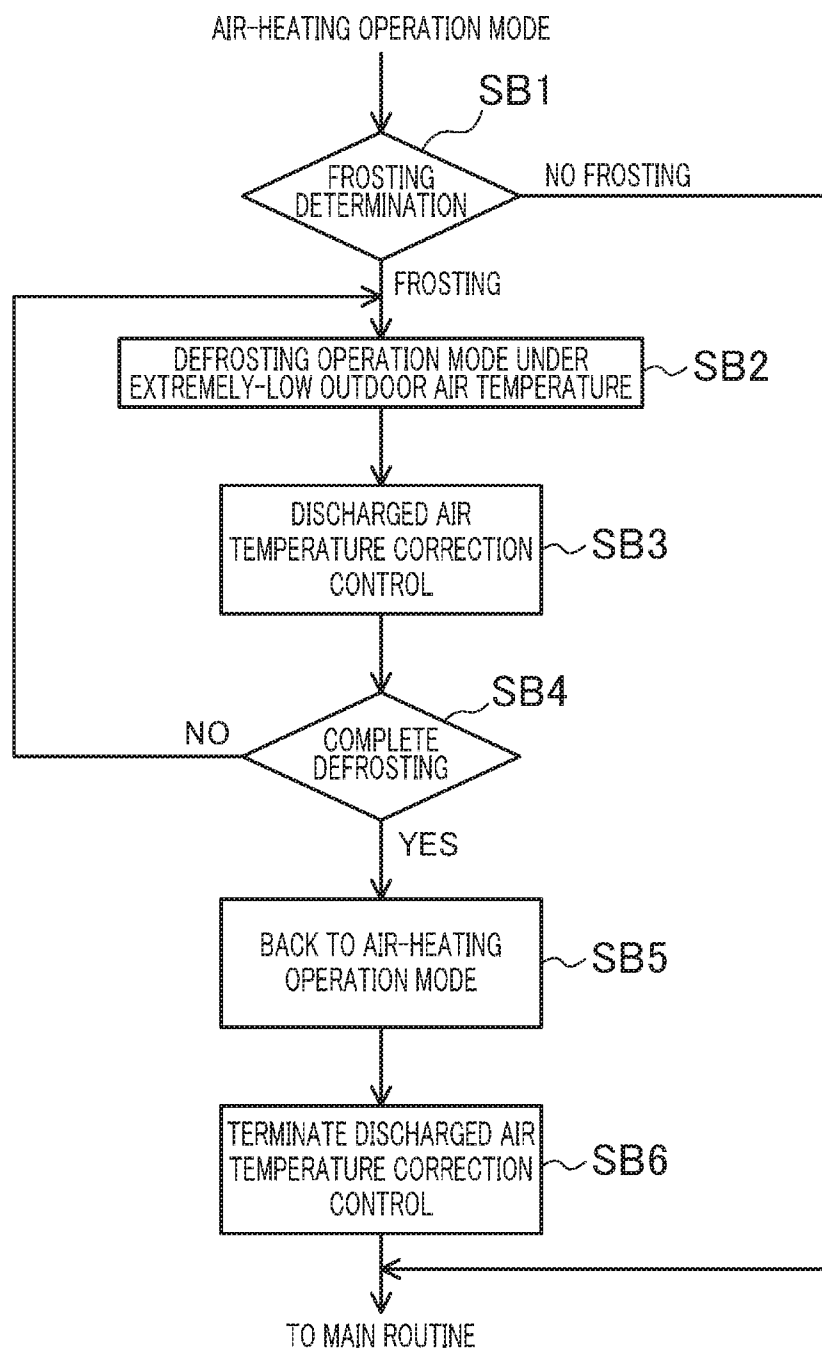 AIR-HEATING OPERATION MODE
SB1
FROSTING
DETERMINATION
NO FROSTING
FROSTING
DEFROSTING OPERATION MODE UNDER
EXTREMELY-LOW OUTDOOR AIR TEMPERATURE
SB2
DISCHARGED AIR
TEMPERATURE CORRECTION
CONTROL
SB3
SB4
NO
COMPLETE
DEFROSTING
YES
BACK TO AIR-HEATING
OPERATION MODE
SB5
TERMINATE DISCHARGED AIR
TEMPERATURE CORRECTION
CONTROL
SB6
TO MAIN ROUTINE